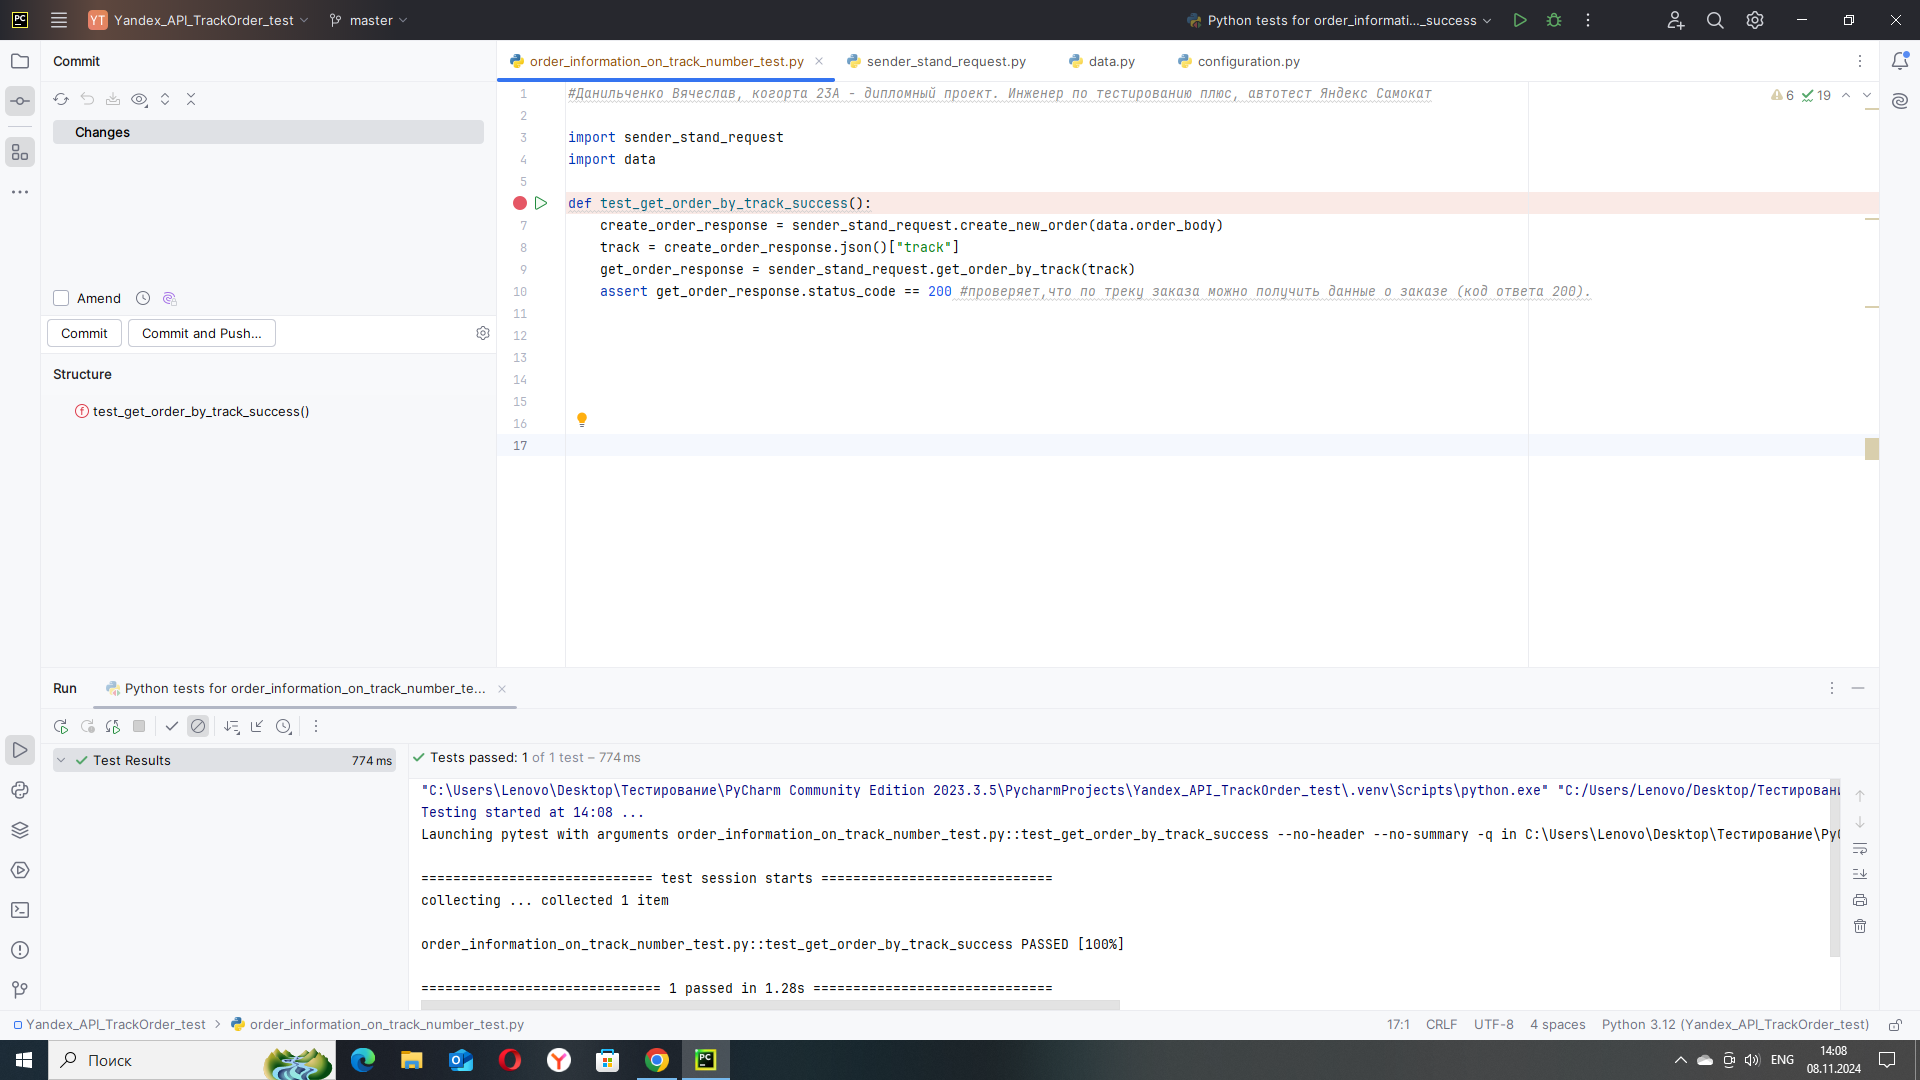 PC
YT Yandex_API_TrackOrder_test
master
Python tests for order_informati..._success
Commit
Changes
Amend
Commit
Commit and Push...
Structure
f test_get_order_by_track_success()
order_information_on_track_number_test.py
sender_stand_request.py
data.py
configuration.py
6 19
1 #Данильченко Вячеслав, когорта 23А - дипломный проект. Инженер по тестированию плюс, автотест Яндекс Самокат
2
3 import sender_stand_request
4 import data
5
def test_get_order_by_track_success():
7 create_order_response = sender_stand_request.create_new_order(data.order_body)
8 track = create_order_response.json()["track"]
9 get_order_response = sender_stand_request.get_order_by_track(track)
10 assert get_order_response.status_code == 200 #проверяет,что по треку заказа можно получить данные о заказе (код ответа 200).
11
12
13
14
15
16
17
Run
Python tests for order_information_on_track_number_te...
Test Results 774 ms
Tests passed: 1 of 1 test – 774 ms
"C:\Users\Lenovo\Desktop\Тестирование\PyCharm Community Edition 2023.3.5\PycharmProjects\Yandex_API_TrackOrder_test\.venv\Scripts\python.exe" "C:/Users/Lenovo/Desktop/Тестировани
Testing started at 14:08 ...
Launching pytest with arguments order_information_on_track_number_test.py::test_get_order_by_track_success --no-header --no-summary -q in C:\Users\Lenovo\Desktop\Тестирование\PyC
============================= test session starts =============================
collecting ... collected 1 item
order_information_on_track_number_test.py::test_get_order_by_track_success PASSED [100%]
============================== 1 passed in 1.28s ==============================
Yandex_API_TrackOrder_test > order_information_on_track_number_test.py
17:1 CRLF UTF-8 4 spaces Python 3.12 (Yandex_API_TrackOrder_test)
Поиск
PC
ENG
14:08
08.11.2024